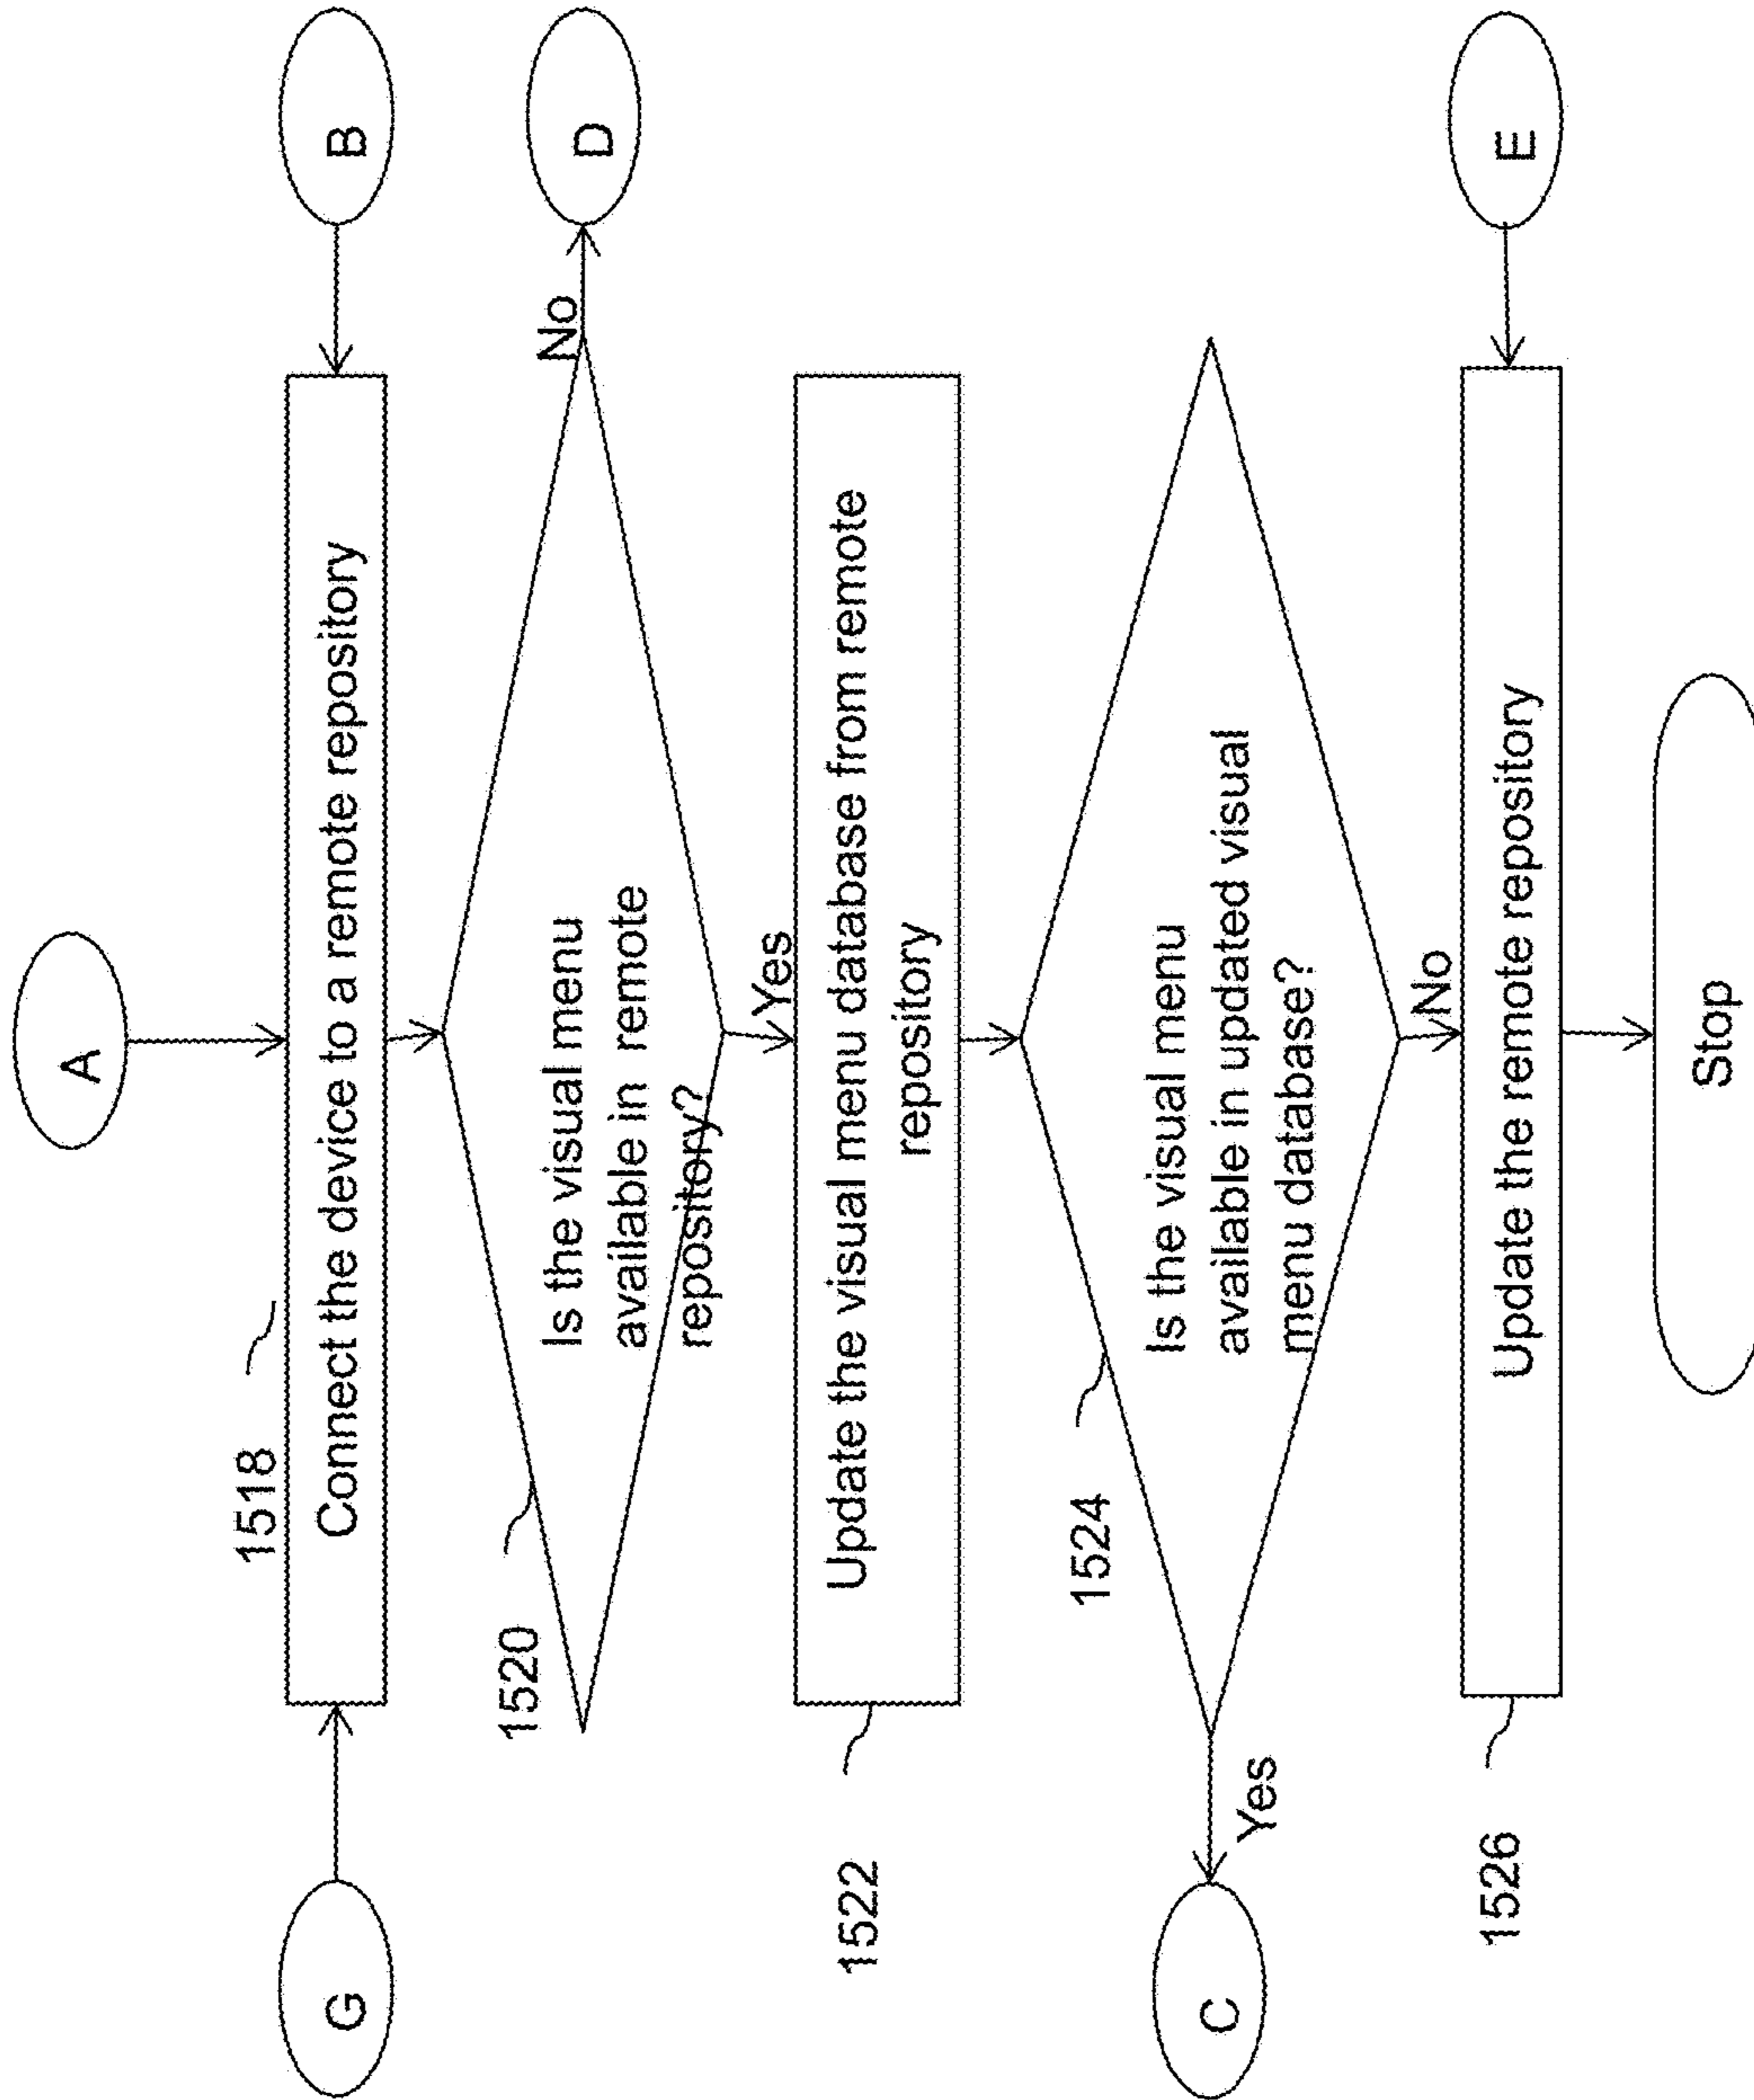 A
G
1518
Connect the device to a remote repository
B
1520
Is the visual menu
available in remote
repository?
No
D
Yes
1522
Update the visual menu database from remote
repository
1524
Is the visual menu
available in updated visual
menu database?
C
Yes
No
1526
Update the remote repository
E
Stop